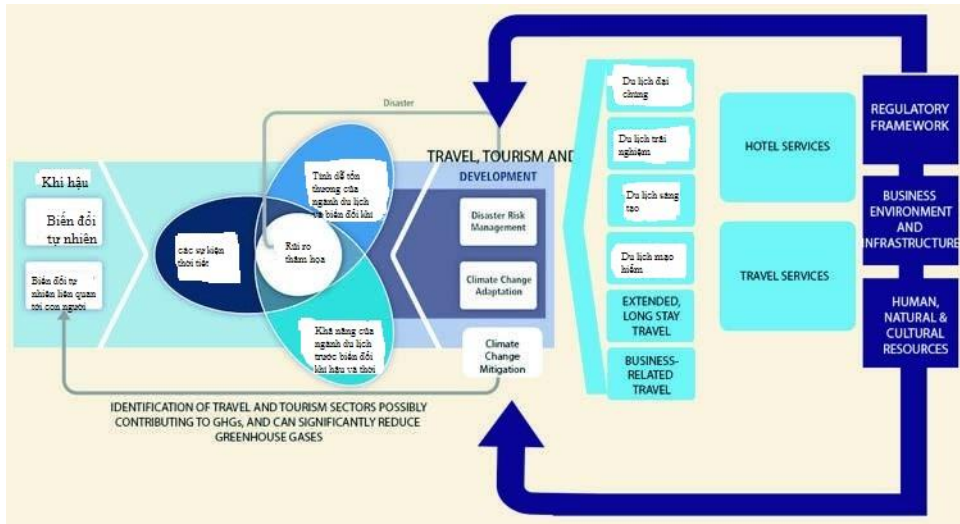 Khí hậu
Biến đổi
tự nhiên
Biến đổi tự
nhiên liên quan
tới con người
các sự kiện
thời tiết
Tính dễ tổn
thương của
ngành du lịch
và biến đổi khí
Rủi ro
thảm họa
Khả năng của
ngành du lịch
trước biến đổi
khí hậu và thời
Disaster
TRAVEL, TOURISM AND
DEVELOPMENT
Disaster Risk
Management
Climate Change
Adaptation
Climate
Change
Mitigation
IDENTIFICATION OF TRAVEL AND TOURISM SECTORS POSSIBLY
CONTRIBUTING TO GHGs, AND CAN SIGNIFICANTLY REDUCE
GREENHOUSE GASES
Du lịch đại
chúng
Du lịch trải
nghiệm
Du lịch sáng
tạo
Du lịch mạo
hiểm
EXTENDED,
LONG STAY
TRAVEL
BUSINESS-
RELATED
TRAVEL
HOTEL SERVICES
TRAVEL SERVICES
REGULATORY
FRAMEWORK
BUSINESS
ENVIRONMENT
AND
INFRASTRUCTURE
HUMAN,
NATURAL &
CULTURAL
RESOURCES